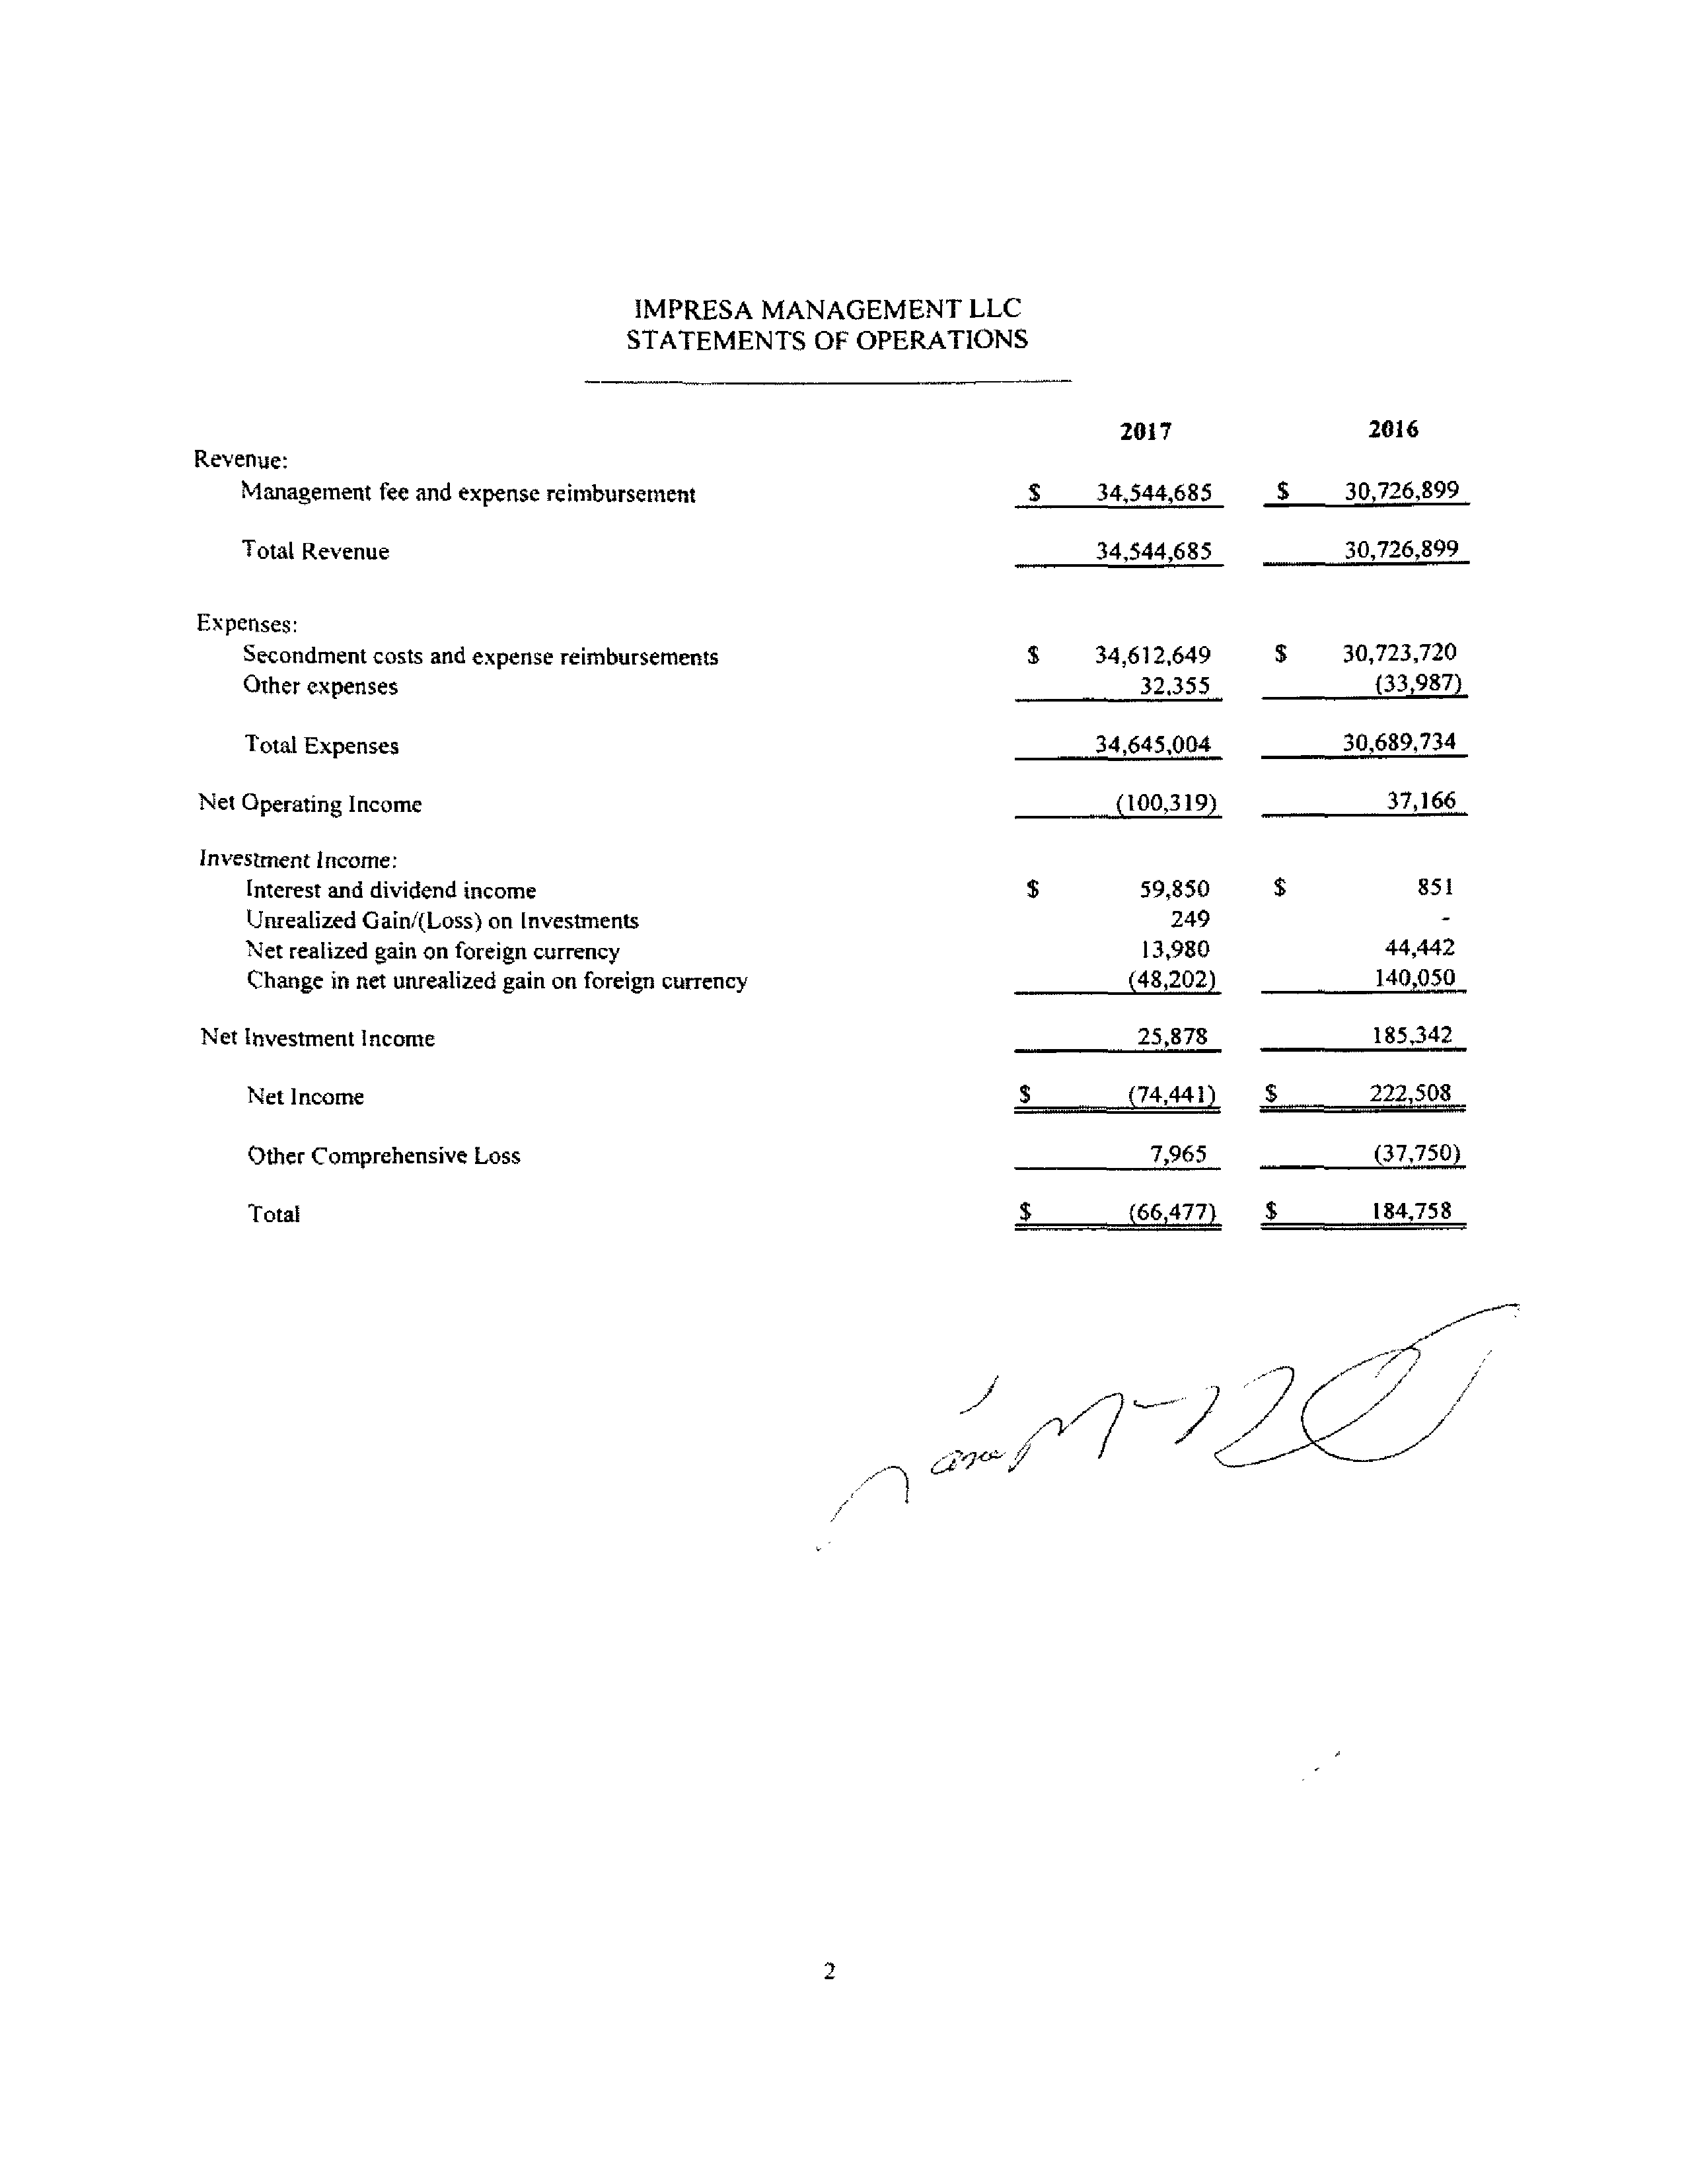 IMPRESA MANAGEMENT LLC
STATEMENTS OF OPERATIONS
2017 2016
Revenue:
Management fee and expense reimbursement $ 34,544,685 $ 30,726,899
Total Revenue 34,544,685 30,726,899
Expenses:
Secondment costs and expense reimbursements $ 34,612,649 $ 30,723,720
Other expenses 32,355 (33,987)
Total Expenses 34,645,004 30,689,734
Net Operating Income (100,319) 37,166
Investment Income:
Interest and dividend income $ 59,850 $ 851
Unrealized Gain/(Loss) on Investments 249 -
Net realized gain on foreign currency 13,980 44,442
Change in net unrealized gain on foreign currency (48,202) 140,050
Net Investment Income 25,878 185,342
Net Income $ (74,441) $ 222,508
Other Comprehensive Loss 7,965 (37,750)
Total $ (66,477) $ 184,758
2